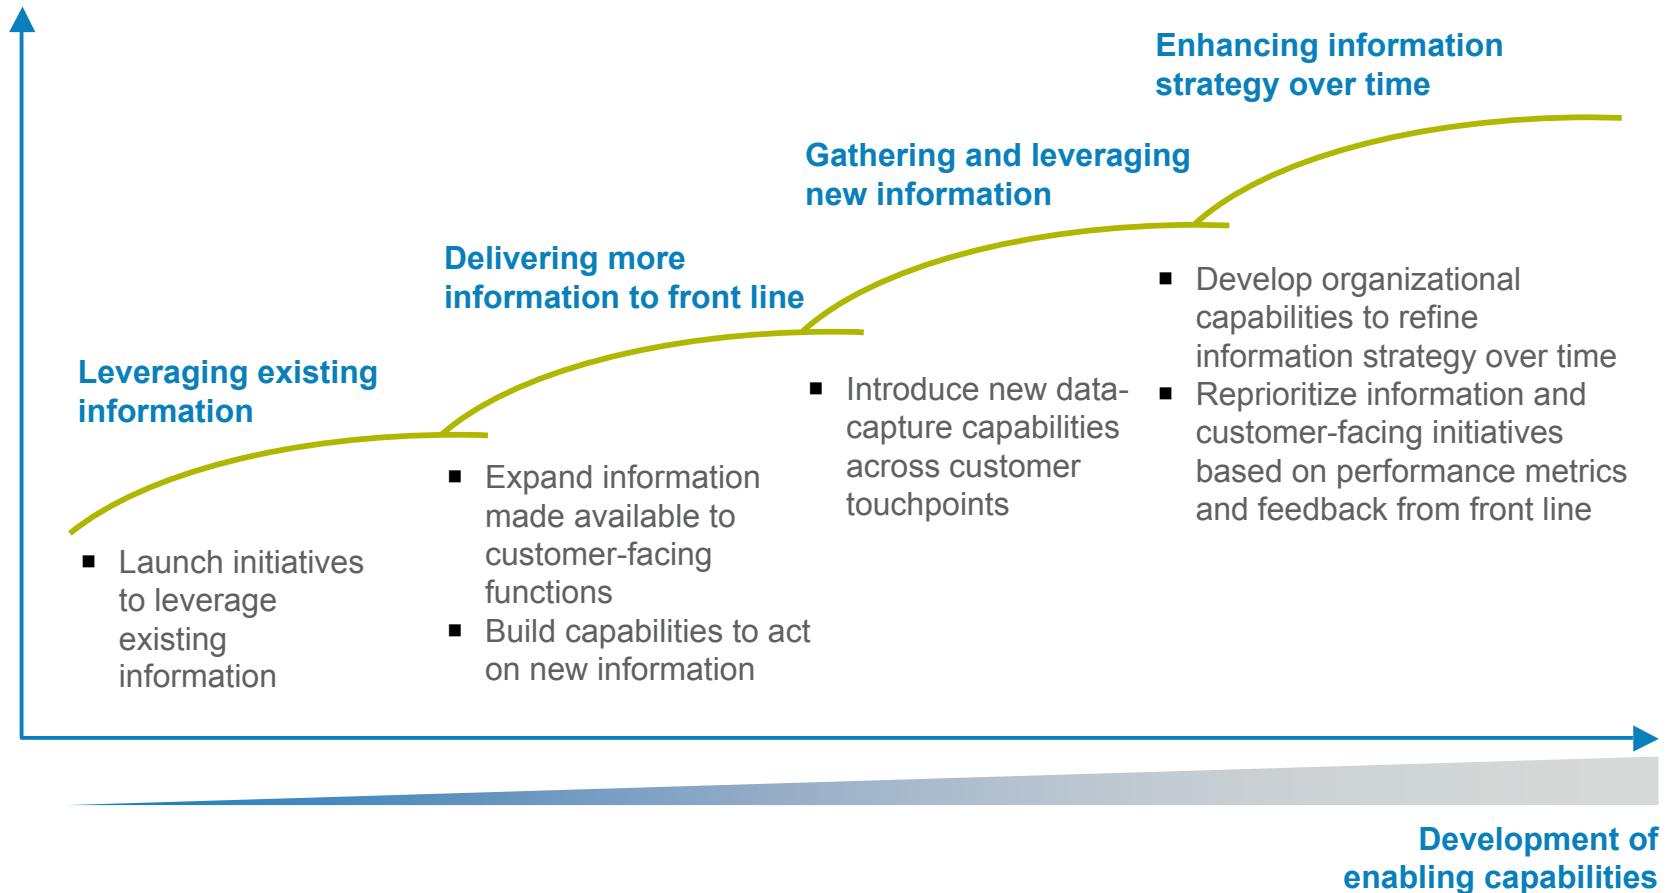 Leveraging existing
information
■ Launch initiatives
to leverage
existing
information
Delivering more
information to front line
■ Expand information
made available to
customer-facing
functions
■ Build capabilities to act
on new information
Gathering and leveraging
new information
■ Introduce new data-
capture capabilities
across customer
touchpoints
Enhancing information
strategy over time
■ Develop organizational
capabilities to refine
information strategy over time
■ Reprioritize information and
customer-facing initiatives
based on performance metrics
and feedback from front line
Development of
enabling capabilities